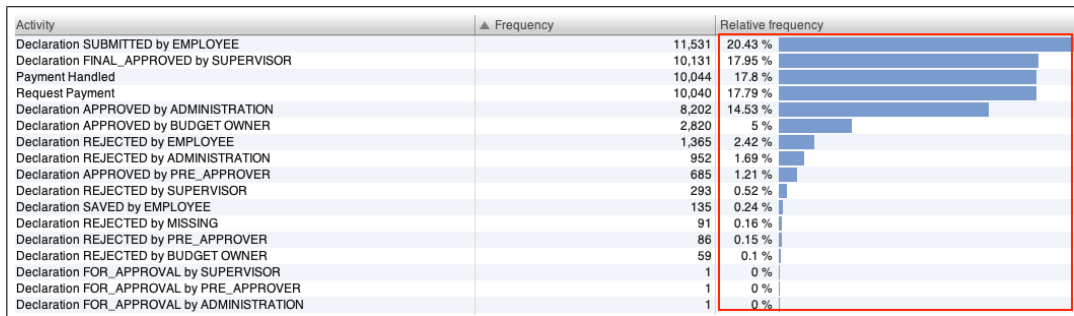 Activity ▲ Frequency Relative frequency
Declaration SUBMITTED by EMPLOYEE 11,531 20.43 %
Declaration FINAL_APPROVED by SUPERVISOR 10,131 17.95 %
Payment Handled 10,044 17.8 %
Request Payment 10,040 17.79 %
Declaration APPROVED by ADMINISTRATION 8,202 14.53 %
Declaration APPROVED by BUDGET OWNER 2,820 5 %
Declaration REJECTED by EMPLOYEE 1,365 2.42 %
Declaration REJECTED by ADMINISTRATION 952 1.69 %
Declaration APPROVED by PRE_APPROVER 685 1.21 %
Declaration REJECTED by SUPERVISOR 293 0.52 %
Declaration SAVED by EMPLOYEE 135 0.24 %
Declaration REJECTED by MISSING 91 0.16 %
Declaration REJECTED by PRE_APPROVER 86 0.15 %
Declaration REJECTED by BUDGET OWNER 59 0.1 %
Declaration FOR_APPROVAL by SUPERVISOR 1 0 %
Declaration FOR_APPROVAL by PRE_APPROVER 1 0 %
Declaration FOR_APPROVAL by ADMINISTRATION 1 0 %